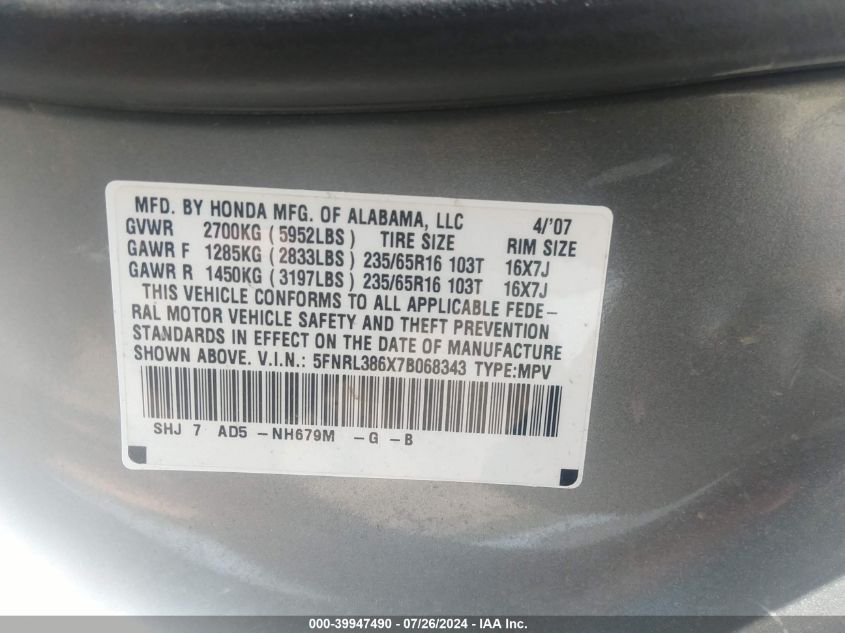 MFD. BY HONDA MFG. OF ALABAMA, LLC 4/'07
GVWR 2700KG (5952LBS) TIRE SIZE RIM SIZE
GAWR F 1285KG (2833LBS) 235/65R16 103T 16X7J
GAWR R 1450KG (3197LBS) 235/65R16 103T 16X7J
THIS VEHICLE CONFORMS TO ALL APPLICABLE FEDE-
RAL MOTOR VEHICLE SAFETY AND THEFT PREVENTION
STANDARDS IN EFFECT ON THE DATE OF MANUFACTURE
SHOWN ABOVE. V.I.N.: 5FNRL386X7B068343 TYPE:MPV
SHJ 7 AD5 -NH679M -G -B
000-39947490 - 07/26/2024 - IAAI Inc.